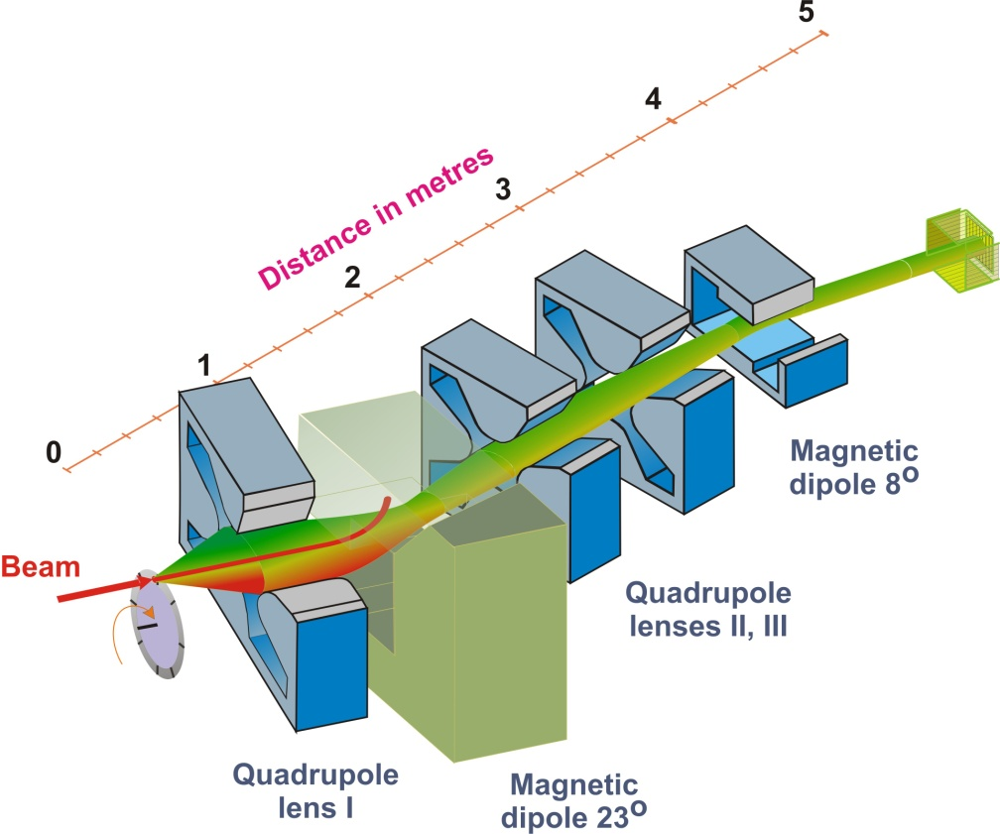 5
4
3
Distance in metres
2
1
0
Magnetic
dipole 8o
Beam
Quadrupole
lenses II, III
Quadrupole
lens I
Magnetic
dipole 23o